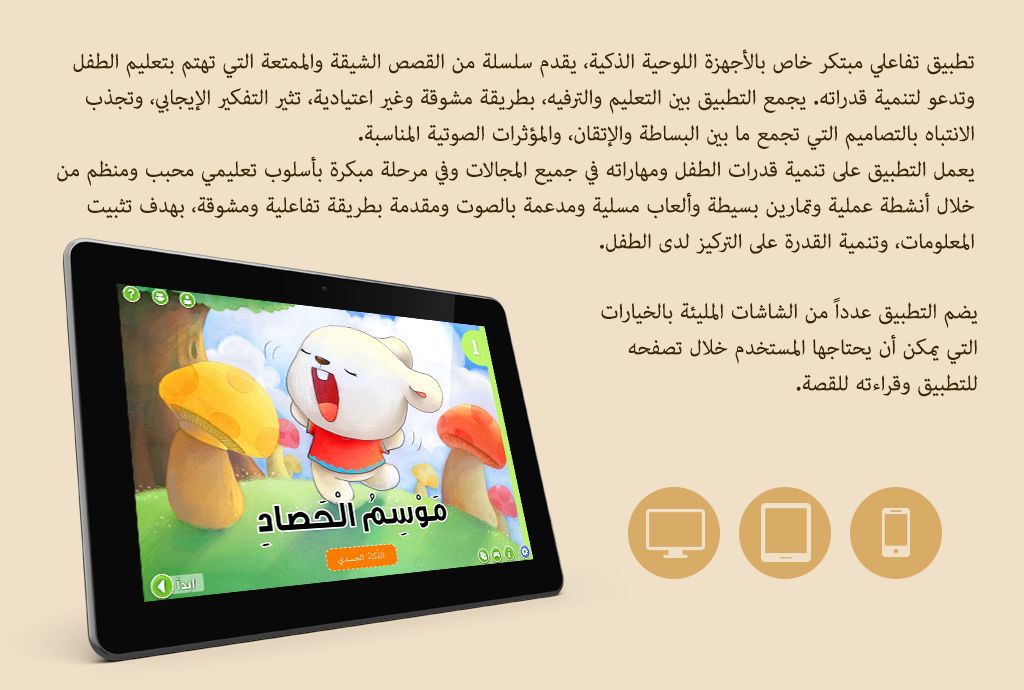 تطبيق تفاعلي مبتكر خاص بالأجهزة اللوحية الذكية، يقدم سلسلة من القصص الشيقة والممتعة التي تهتم بتعليم الطفل
وتدعو لتنمية قدراته. يجمع التطبيق بين التعليم والترفيه، بطريقة مشوقة وغير اعتيادية، تثير التفكير الإيجابي، وتجذب
الانتباه بالتصاميم التي تجمع ما بين البساطة والإتقان، والمؤثرات الصوتية المناسبة.
يعمل التطبيق على تنمية قدرات الطفل ومهاراته في جميع المجالات وفي مرحلة مبكرة بأسلوب تعليمي محبب ومنظم من
خلال أنشطة عملية وتمارين بسيطة وألعاب مسلية ومدعمة بالصوت ومقدمة بطريقة تفاعلية ومشوقة، بهدف تثبيت
المعلومات، وتنمية القدرة على التركيز لدى الطفل.
يضم التطبيق عدداً من الشاشات المليئة بالخيارات
التي يمكن أن يحتاجها المستخدم خلال تصفحه
للتطبيق وقراءته للقصة.
1
مَوْسِمُ الْحَصادِ
الذكاء الجسدي
ابدأ